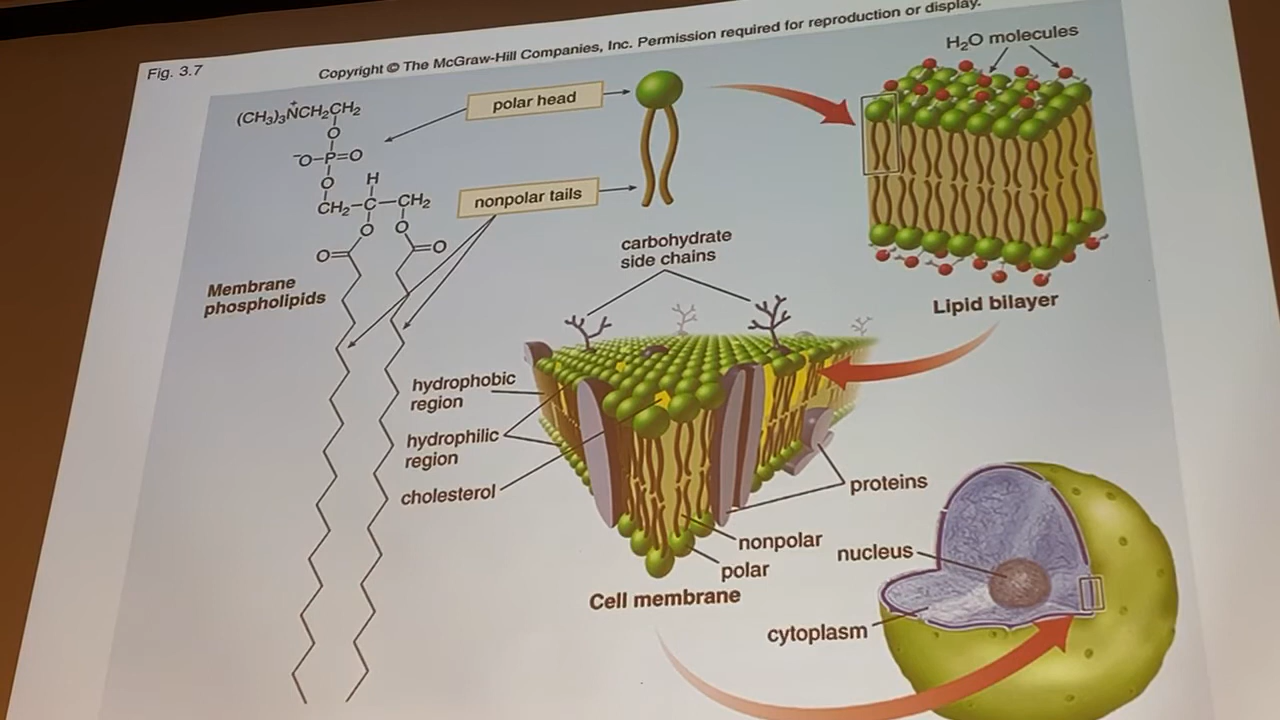 Fig. 3.7
Copyright © The McGraw-Hill Companies, Inc. Permission required for reproduction or display.
(CH₃)₃N⁺CH₂CH₂
O
⁻O–P=O
O
H
CH₂–C–CH₂
O
O
O=
=O
polar head
nonpolar tails
Membrane
phospholipids
H₂O molecules
Lipid bilayer
carbohydrate
side chains
hydrophobic
region
hydrophilic
region
cholesterol
proteins
nonpolar
polar
Cell membrane
nucleus
cytoplasm